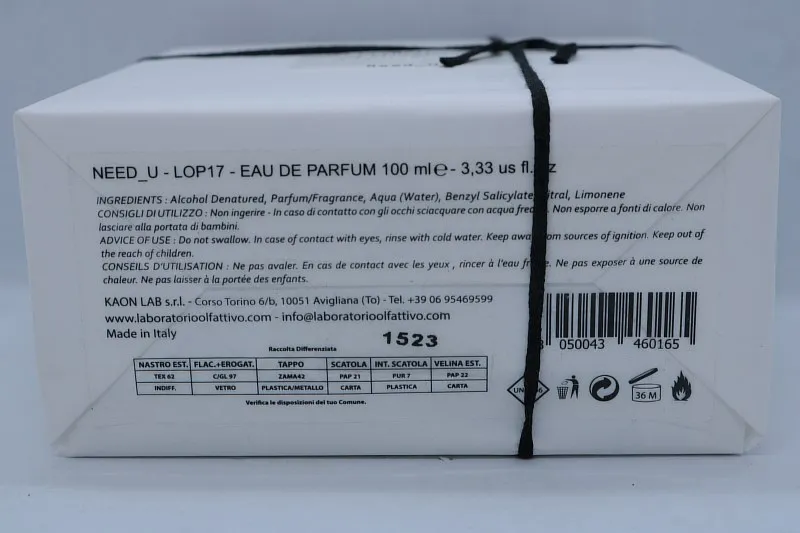 NEED_U - LOP17 - EAU DE PARFUM 100 ml℮ - 3,33 us fl.
INGREDIENTS : Alcohol Denatured, Parfum/Fragrance, Aqua (Water), Benzyl Salicylate, Limonene
CONSIGLI DI UTILIZZO : Non ingerire - In caso di contatto con gli occhi sciacquare con acqua Non esporre a fonti di calore. Non
lasciare alla portata di bambini.
ADVICE OF USE : Do not swallow. In case of contact with eyes, rinse with cold water. Keep away from sources of ignition. Keep out of
the reach of children.
CONSEILS D'UTILISATION : Ne pas avaler. En cas de contact avec les yeux , rincer à l'eau Ne pas exposer à une source de
chaleur. Ne pas laisser à la portée des enfants.
KAON LAB s.r.l. - Corso Torino 6/b, 10051 Avigliana (To) - Tel. +39 06 95469599
www.laboratorioolfattivo.com - info@laboratorioolfattivo.com
Made in Italy
1523
050043 460165
Raccolta Differenziata
NASTRO EST. FLAC.+EROGAT. TAPPO SCATOLA INT. SCATOLA VELINA EST.
TEX 62 C/GL 97 ZAMA42 PAP 21 PUR 7 PAP 22
INDIFF. VETRO PLASTICA/METALLO CARTA PLASTICA CARTA
Verifica le disposizioni del tuo Comune.
36 M